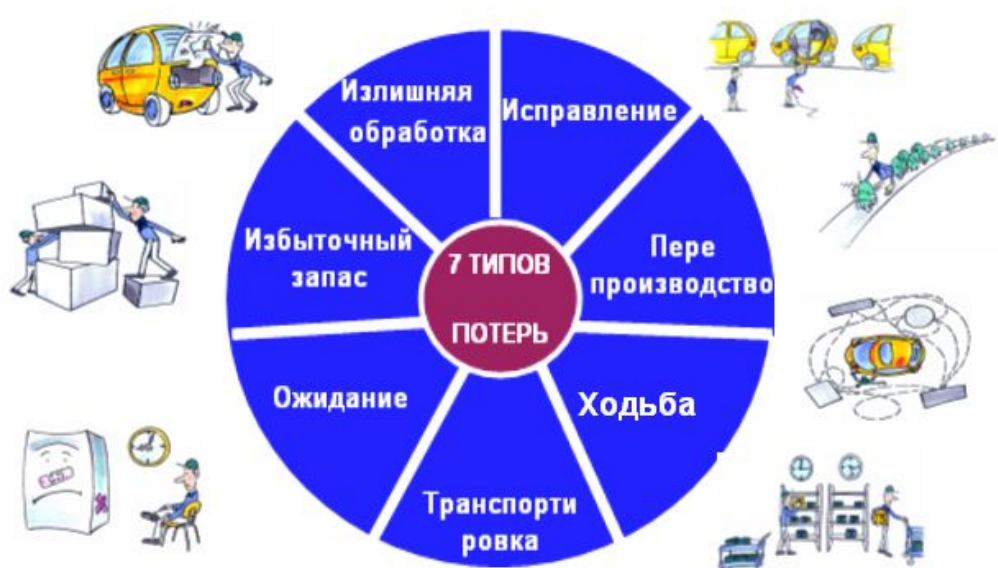 Излишняя
обработка
Исправление
Избыточный
запас
7 ТИПОВ
ПОТЕРЬ
Пере
производство
Ожидание
Ходьба
Транспорти
ровка